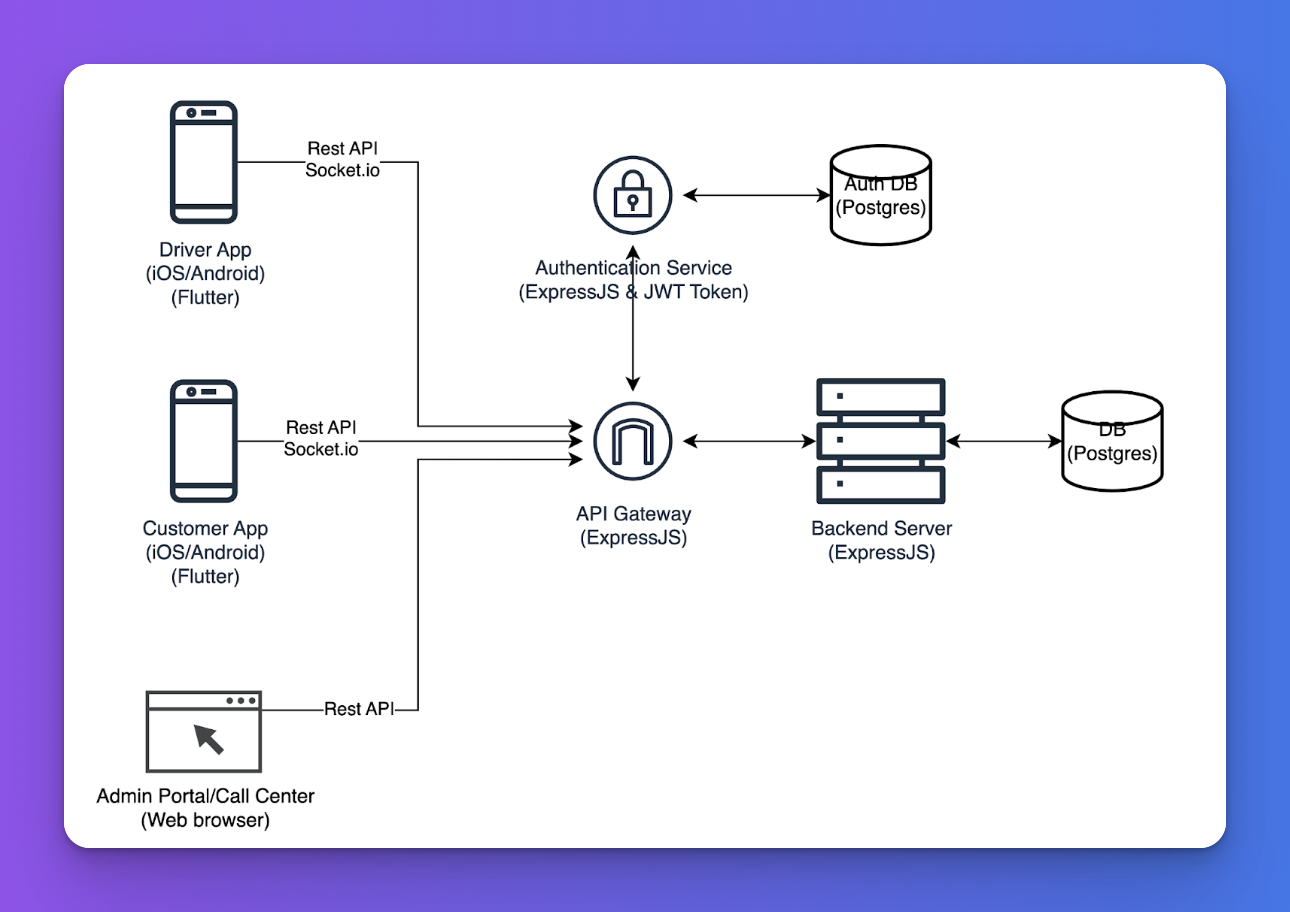 Rest API
Socket.io
Driver App
(iOS/Android)
(Flutter)
Auth DB
(Postgres)
Authentication Service
(ExpressJS & JWT Token)
Rest API
Socket.io
Customer App
(iOS/Android)
(Flutter)
API Gateway
(ExpressJS)
Backend Server
(ExpressJS)
DB
(Postgres)
Rest API
Admin Portal/Call Center
(Web browser)